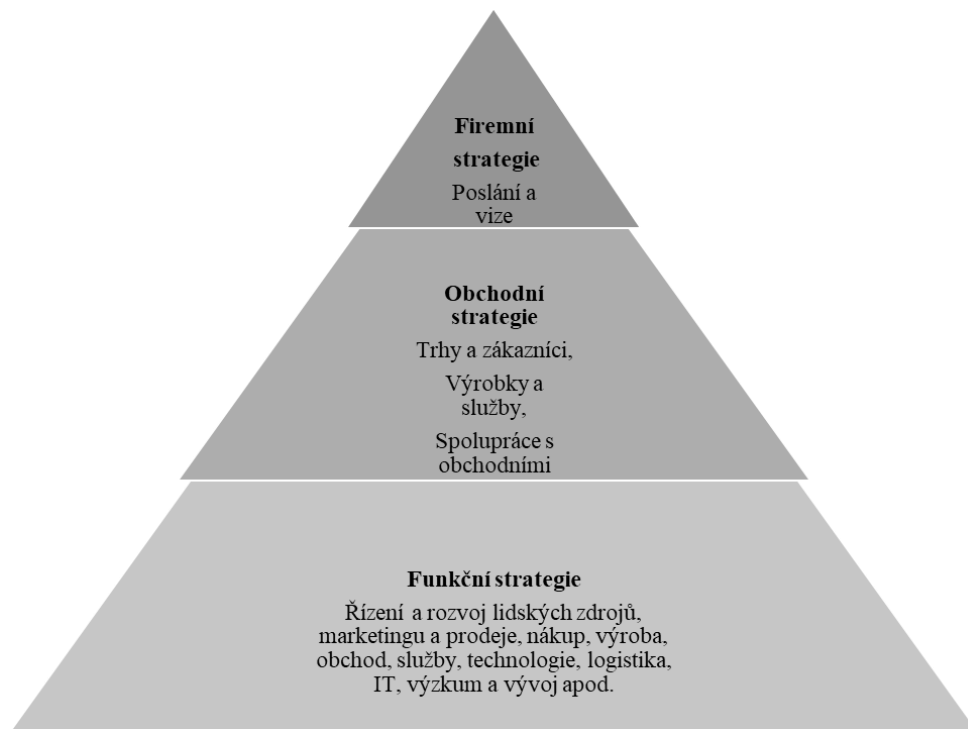 Firemní
strategie
Poslání a
vize
Obchodní
strategie
Trhy a zákazníci,
Výrobky a
služby,
Spolupráce s
obchodními
Funkční strategie
Řízení a rozvoj lidských zdrojů,
marketingu a prodeje, nákup, výroba,
obchod, služby, technologie, logistika,
IT, výzkum a vývoj apod.